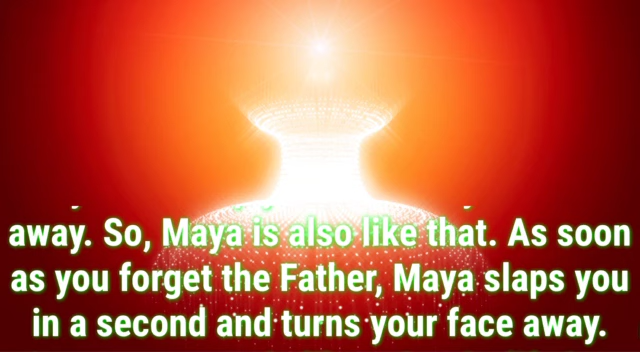 away. So, Maya is also like that. As soon
as you forget the Father, Maya slaps you
in a second and turns your face away.